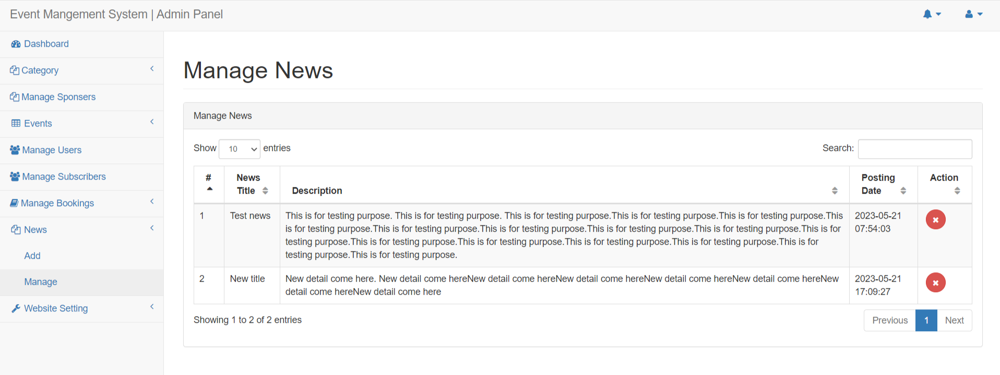 Event Mangement System | Admin Panel
Dashboard
Category
Manage Sponsers
Events
Manage Users
Manage Subscribers
Manage Bookings
News
Add
Manage
Website Setting
Manage News
Manage News
Show 10 entries
Search:
#
News Title
Description
Posting Date
Action
1
Test news
This is for testing purpose. This is for testing purpose. This is for testing purpose.This is for testing purpose.This is for testing purpose.This
is for testing purpose.This is for testing purpose.This is for testing purpose.This is for testing purpose.This is for testing purpose.This is for
testing purpose.This is for testing purpose.This is for testing purpose.This is for testing purpose.This is for testing purpose.This is for
testing purpose.This is for testing purpose.
2023-05-21
07:54:03
2
New title
New detail come here. New detail come hereNew detail come hereNew detail come hereNew detail come hereNew detail come hereNew
detail come hereNew detail come here
2023-05-21
17:09:27
Showing 1 to 2 of 2 entries
Previous 1 Next